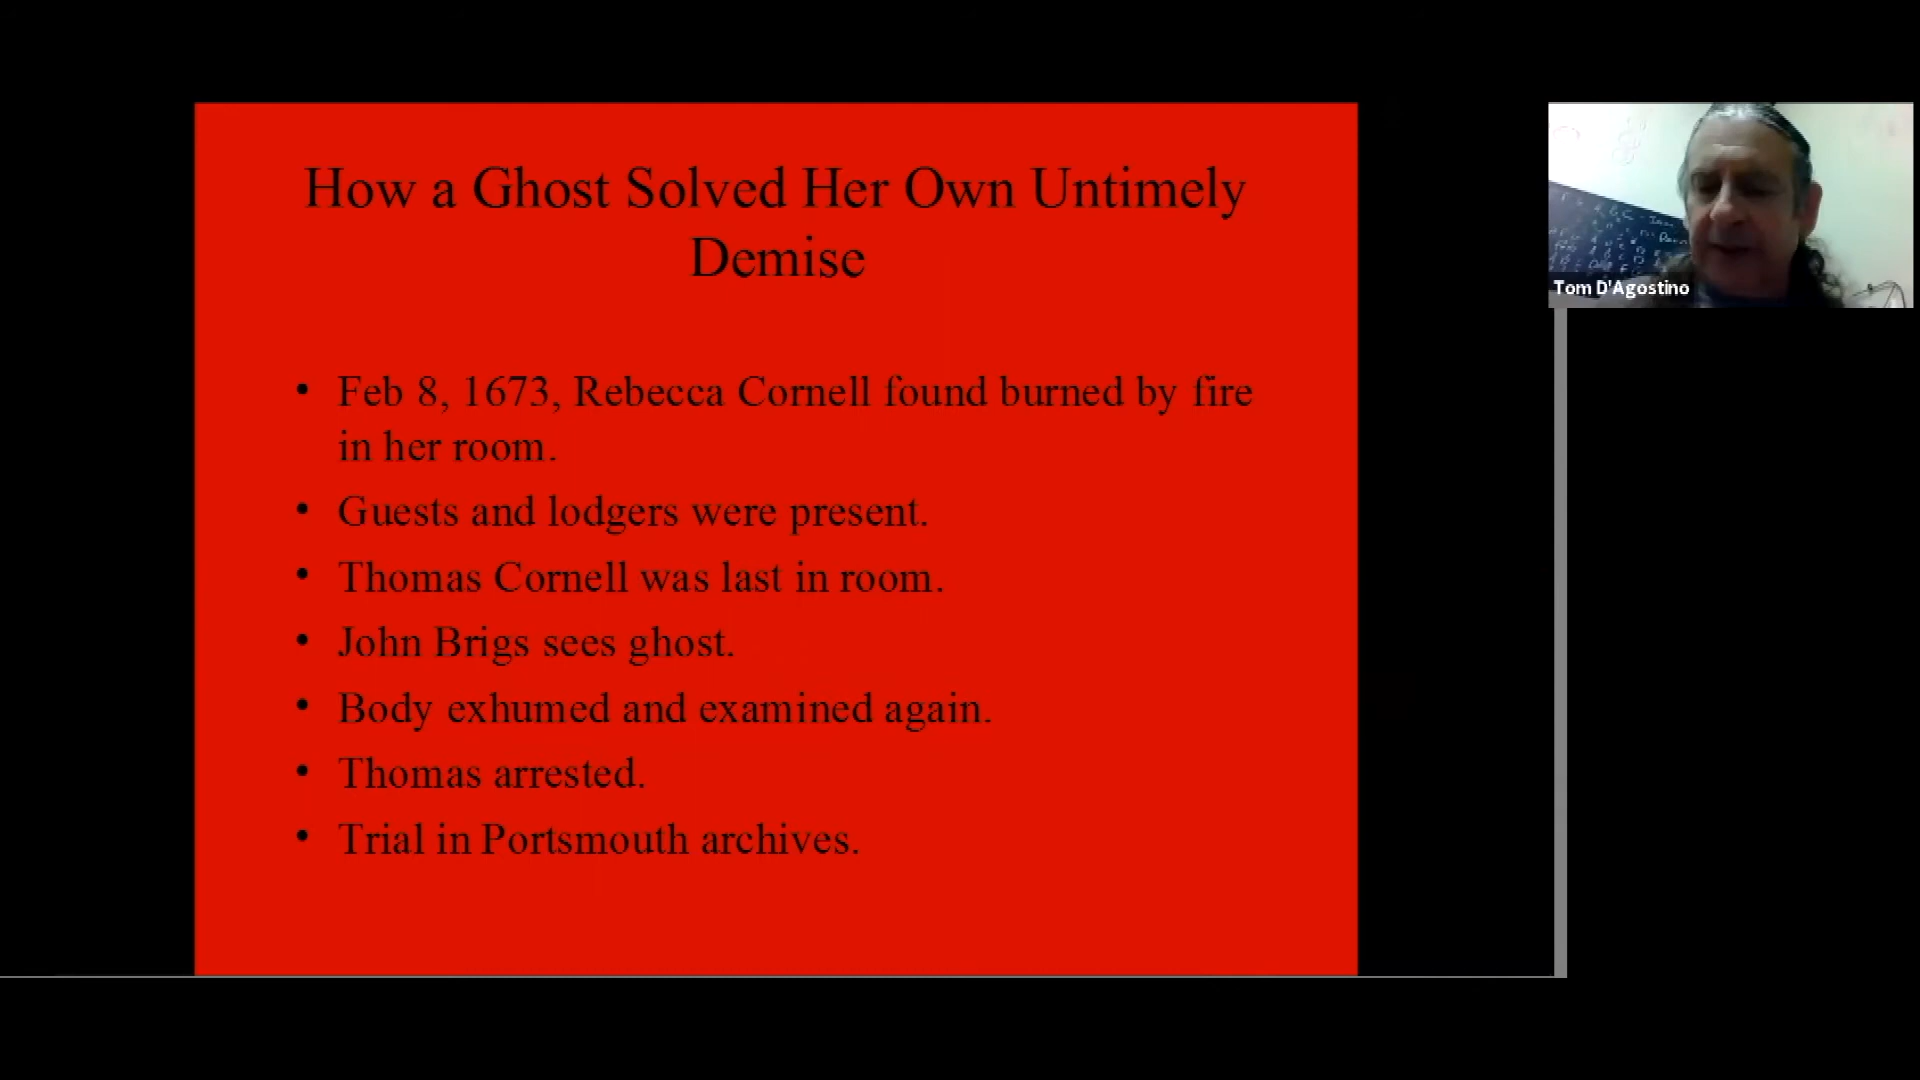 How a Ghost Solved Her Own Untimely
Demise
• Feb 8, 1673, Rebecca Cornell found burned by fire
in her room.
• Guests and lodgers were present.
• Thomas Cornell was last in room.
• John Brigs sees ghost.
• Body exhumed and examined again.
• Thomas arrested.
• Trial in Portsmouth archives.
Tom D'Agostino